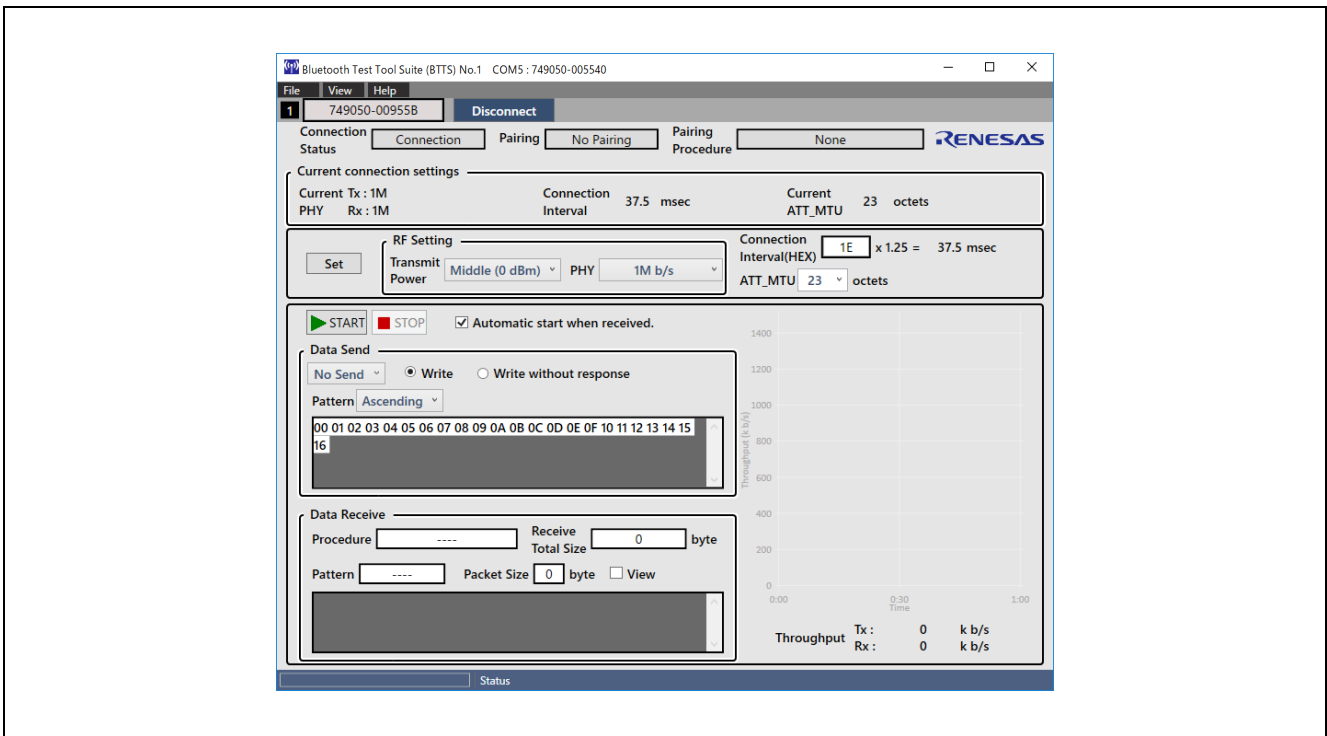 Bluetooth Test Tool Suite (BTTS) No.1 COM5 : 749050-005540
File View Help
1 749050-00955B Disconnect
Connection Status Connection Pairing No Pairing Pairing Procedure None RENESAS
Current connection settings
Current PHY Tx : 1M Connection Interval 37.5 msec Current ATT_MTU 23 octets
Rx : 1M
RF Setting
Set Transmit Power Middle (0 dBm) PHY 1M b/s
Connection Interval(HEX) 1E x 1.25 = 37.5 msec
ATT_MTU 23 octets
START STOP Automatic start when received.
Data Send
No Send Write Write without response
Pattern Ascending
00 01 02 03 04 05 06 07 08 09 0A 0B 0C 0D 0E 0F 10 11 12 13 14 15
16
Data Receive
Procedure ---- Receive Total Size 0 byte
Pattern ---- Packet Size 0 byte View
1400
1200
1000
800
600
400
200
0
Throughput (k b/s)
0:00 0:30 1:00
Time
Throughput Tx : 0 k b/s
Rx : 0 k b/s
Status